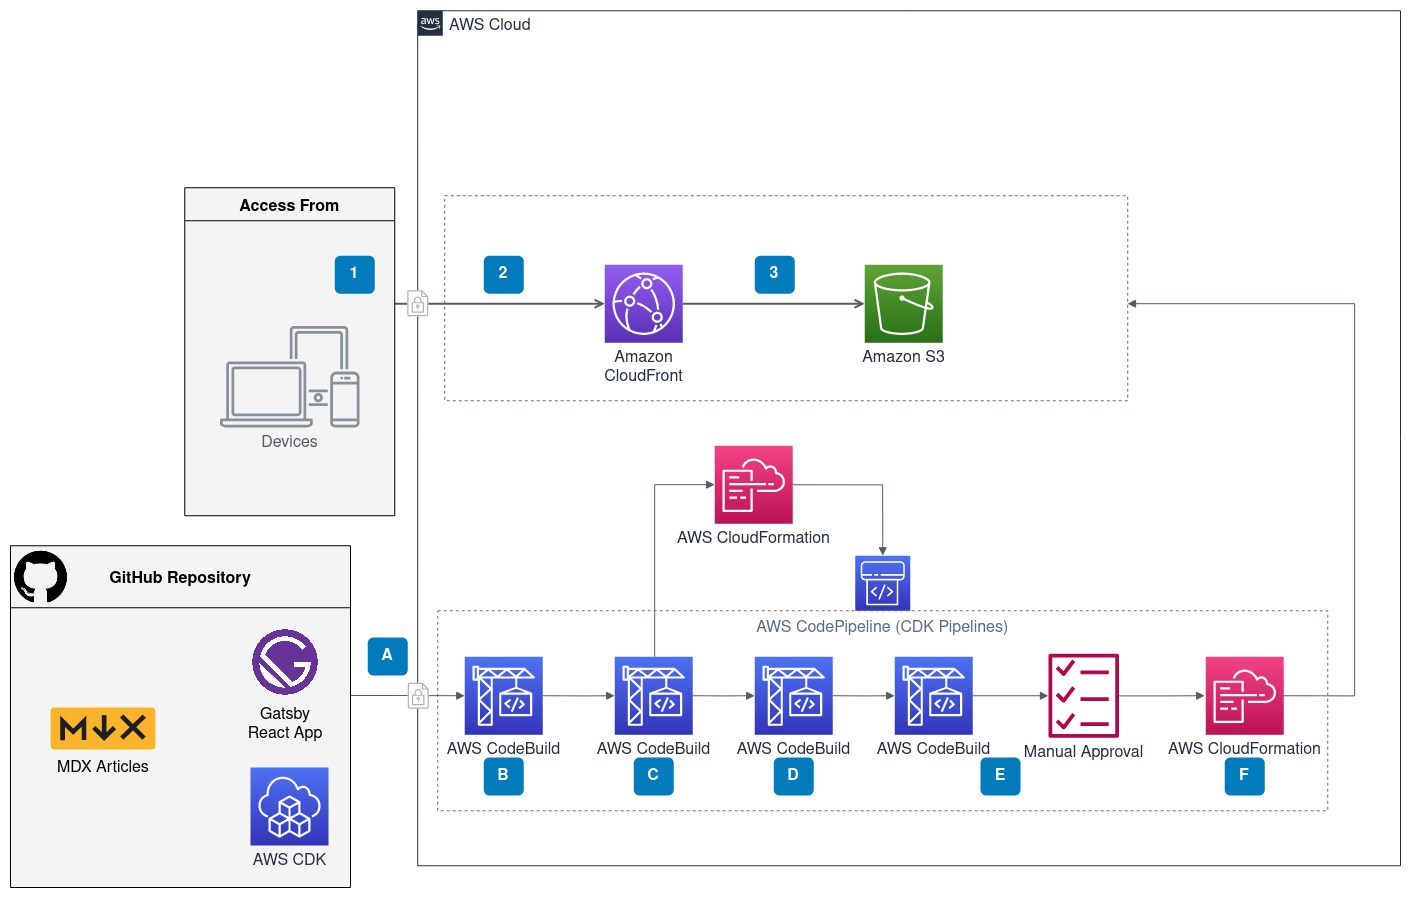 aws
AWS Cloud
Access From
1
2
3
Amazon
CloudFront
Amazon S3
Devices
AWS CloudFormation
GitHub Repository
AWS CodePipeline (CDK Pipelines)
A
Gatsby
React App
MDX Articles
AWS CDK
AWS CodeBuild
AWS CodeBuild
AWS CodeBuild
AWS CodeBuild
Manual Approval
AWS CloudFormation
B
C
D
E
F